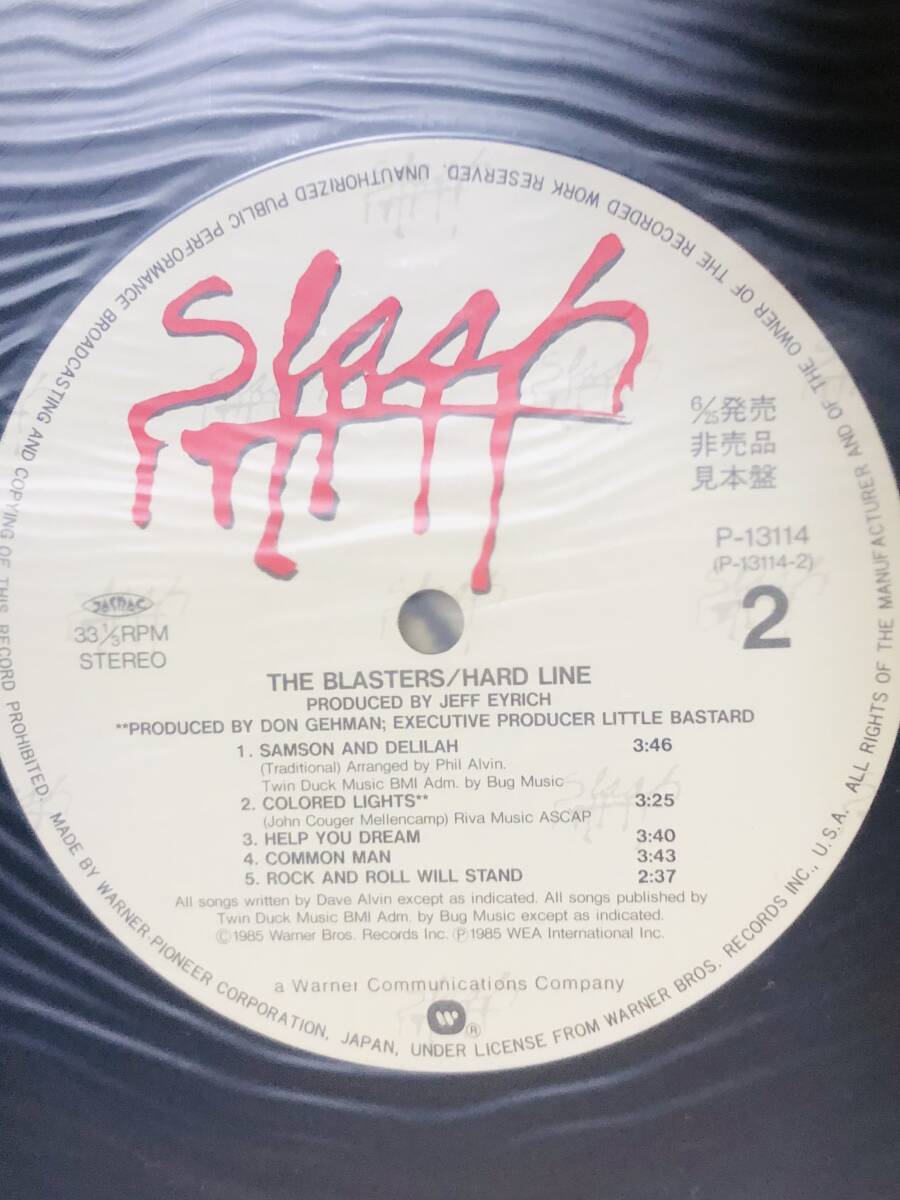 Slash
6/25発売
非売品
見本盤
P-13114
(P-13114-2)
2
JASRAC
33 1/3 RPM
STEREO
THE BLASTERS/HARD LINE
PRODUCED BY JEFF EYRICH
**PRODUCED BY DON GEHMAN; EXECUTIVE PRODUCER LITTLE BASTARD
1. SAMSON AND DELILAH 3:46
(Traditional) Arranged by Phil Alvin.
Twin Duck Music BMI Adm. by Bug Music
2. COLORED LIGHTS** 3:25
(John Couger Mellencamp) Riva Music ASCAP
3. HELP YOU DREAM 3:40
4. COMMON MAN 3:43
5. ROCK AND ROLL WILL STAND 2:37
All songs written by Dave Alvin except as indicated. All songs published by
Twin Duck Music BMI Adm. by Bug Music except as indicated.
Ⓒ1985 Warner Bros. Records Inc. Ⓟ1985 WEA International Inc.
a Warner Communications Company
W ®
MADE BY WARNER-PIONEER CORPORATION, JAPAN, UNDER LICENSE FROM WARNER BROS. RECORDS INC., U.S.A. ALL RIGHTS OF THE MANUFACTURER AND OF THE OWNER OF THE RECORDED WORK RESERVED. UNAUTHORIZED PUBLIC PERFORMANCE BROADCASTING AND COPYING OF THIS RECORD PROHIBITED.